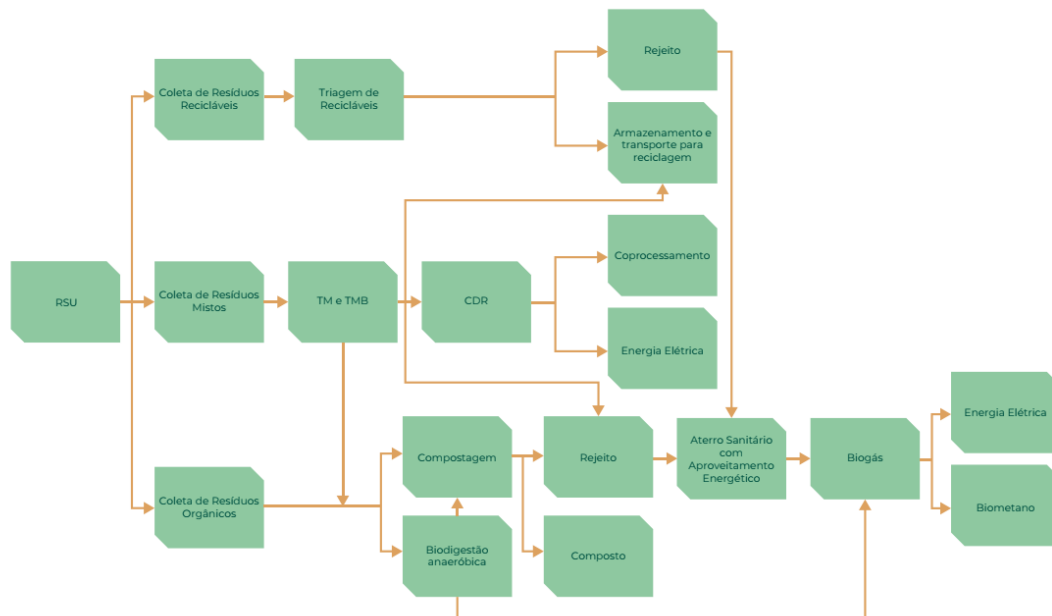 Rejeito
Coleta de Resíduos
Recicláveis
Triagem de
Recicláveis
Armazenamento e
transporte para
reciclagem
Coprocessamento
RSU
Coleta de Resíduos
Mistos
TM e TMB
CDR
Energia Elétrica
Energia Elétrica
Compostagem
Rejeito
Aterro Sanitário
com
Aproveitamento
Energético
Biogás
Coleta de Resíduos
Orgânicos
Biometano
Biodigestão
anaeróbica
Composto